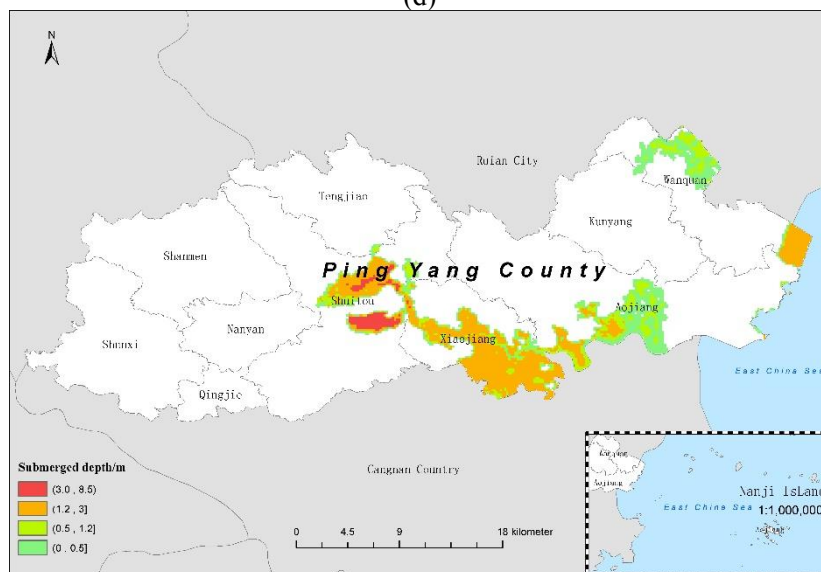 (d)
N
Ruian City
Wanquan
Tengjiao
Kunyang
Shanmen
Ping Yang County
Shuitou
Aojiang
Nanyan
Xiaojiang
Shunxi
Qingjie
East China Sea
Submerged depth/m
(3.0 , 8.5)
(1.2 , 3]
(0.5 , 1.2]
(0 . 0.5]
Cangnan Country
0 4.5 9 18 kilometer
Aojiang
Nanji IsLand
East China Sea 1:1,000,000